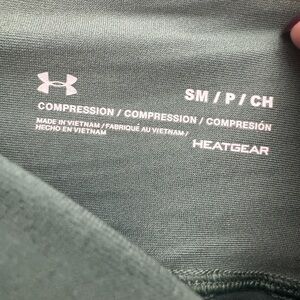 SM / P / CH
COMPRESSION / COMPRESSION / COMPRESIÓN
MADE IN VIETNAM / FABRIQUÉ AU VIETNAM /
HECHO EN VIETNAM
HEATGEAR